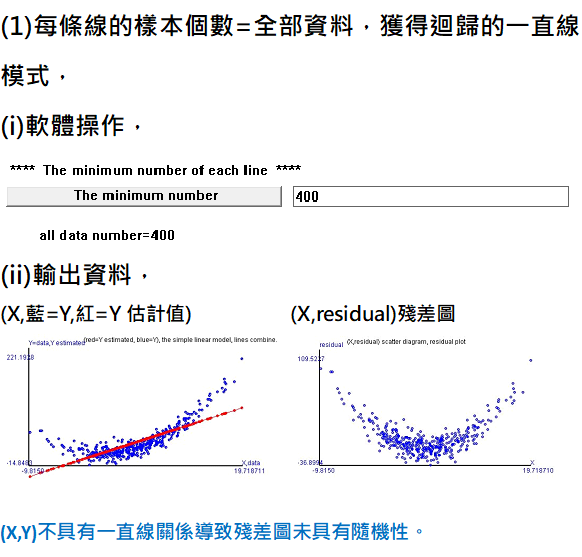 (1)每條線的樣本個數=全部資料，獲得迴歸的一直線
模式，
(i)軟體操作，
**** The minimum number of each line ****
The minimum number 400
all data number=400
(ii)輸出資料，
(X,藍=Y,紅=Y 估計值) (X,residual)殘差圖
Y=data,Y estimated (red=Y estimated, blue=Y), the simple linear model, lines combine.
221.1928
-14.8480
-9.8150
X,data
19.718711
residual (X,residual) scatter diagram, residual plot
109.5227
-36.8994
-9.8150
X
19.718710
(X,Y)不具有一直線關係導致殘差圖未具有隨機性。